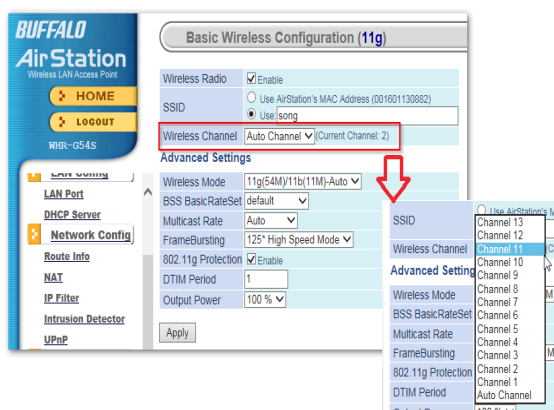 BUFFALO
AirStation
Wireless LAN Access Point
HOME
LOGOUT
WHR-G54S
LAN Config
LAN Port
DHCP Server
Network Config
Route Info
NAT
IP Filter
Intrusion Detector
UPnP
Basic Wireless Configuration (11g)
Wireless Radio Enable
SSID Use AirStation's MAC Address (001601130882)
Use: song
Wireless Channel Auto Channel (Current Channel: 2)
Advanced Settings
Wireless Mode 11g(54M)/11b(11M)-Auto
BSS BasicRateSet default
Multicast Rate Auto
FrameBursting 125* High Speed Mode
802.11g Protection Enable
DTIM Period 1
Output Power 100 %
Apply
SSID Use AirStation's M
Wireless Channel (C
Advanced Setting
Wireless Mode M
BSS BasicRateSet
Multicast Rate
FrameBursting M
802.11g Protection
DTIM Period
Output Power 100 %
Channel 13
Channel 12
Channel 11
Channel 10
Channel 9
Channel 8
Channel 7
Channel 6
Channel 5
Channel 4
Channel 3
Channel 2
Channel 1
Auto Channel